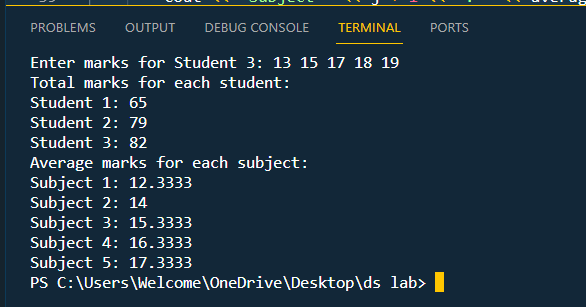 PROBLEMS OUTPUT DEBUG CONSOLE TERMINAL PORTS
Enter marks for Student 3: 13 15 17 18 19
Total marks for each student:
Student 1: 65
Student 2: 79
Student 3: 82
Average marks for each subject:
Subject 1: 12.3333
Subject 2: 14
Subject 3: 15.3333
Subject 4: 16.3333
Subject 5: 17.3333
PS C:\Users\Welcome\OneDrive\Desktop\ds lab>